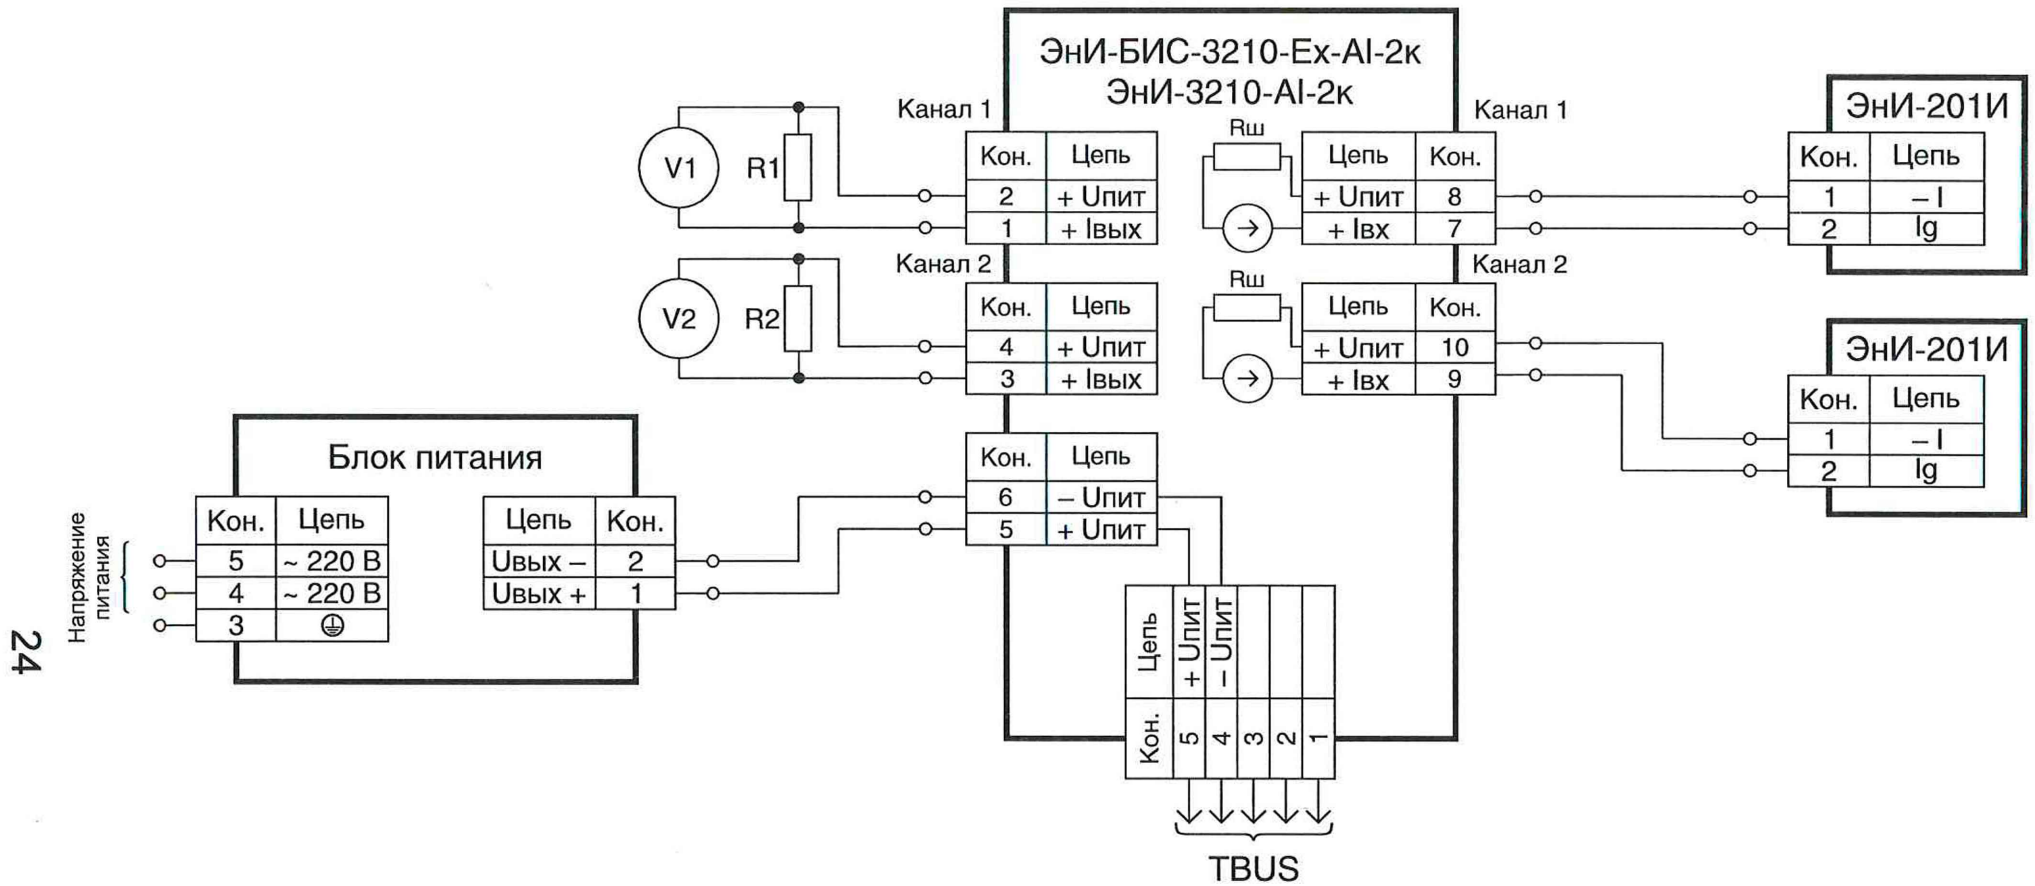 ЭнИ-БИС-3210-Ех-AI-2к
ЭнИ-3210-AI-2к
Канал 1
Кон. Цепь
2 + Uпит
1 + Iвых
V1
R1
Канал 2
Кон. Цепь
4 + Uпит
3 + Iвых
V2
R2
Кон. Цепь
6 – Uпит
5 + Uпит
Rш
Канал 1
Цепь Кон.
+ Uпит 8
+ Iвх 7
Rш
Канал 2
Цепь Кон.
+ Uпит 10
+ Iвх 9
ЭнИ-201И
Кон. Цепь
1 – I
2 Ig
ЭнИ-201И
Кон. Цепь
1 – I
2 Ig
Блок питания
Напряжение
питания
Кон. Цепь
5 ~ 220 В
4 ~ 220 В
3
Цепь Кон.
Uвых – 2
Uвых + 1
Цепь + Uпит – Uпит
Кон. 5 4 3 2 1
TBUS
24